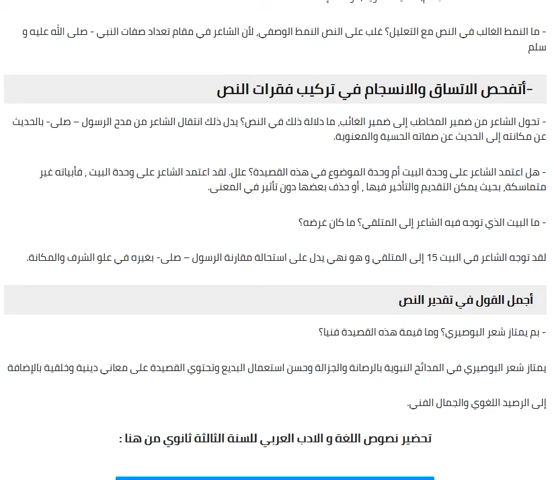 - ما النمط الغالب في النص مع التعليل؟ غلب على النص النمط الوصفي، لأن الشاعر في مقام تعداد صفات النبي - صلى الله عليه و
سلم
-أتفحص الاتساق والانسجام في تركيب فقرات النص
- تحول الشاعر من ضمير المخاطب إلى ضمير الغائب، ما دلالة ذلك في النص؟ يدل ذلك انتقال الشاعر من مدح الرسول – صلى- بالحديث
عن مكانته إلى الحديث عن صفاته الحسية والمعنوية.
- هل اعتمد الشاعر على وحدة البيت أم وحدة الموضوع في هذه القصيدة؟ علل. لقد اعتمد الشاعر على وحدة البيت ، فأبياته غير
متماسكة، بحيث يمكن التقديم والتأخير فيها ، أو حذف بعضها دون تأثير في المعنى.
- ما البيت الذي توجه فيه الشاعر إلى المتلقي؟ ما كان غرضه؟
لقد توجه الشاعر في البيت 15 إلى المتلقي و هو نهي يدل على استحالة مقارنة الرسول – صلى- بغيره في علو الشرف والمكانة.
أجمل القول في تقدير النص
- بم يمتاز شعر البوصيري؟ وما قيمة هذه القصيدة فنيا؟
يمتاز شعر البوصيري في المدائح النبوية بالرصانة والجزالة وحسن استعمال البديع وتحتوي القصيدة على معاني دينية وخلقية بالإضافة
إلى الرصيد اللغوي والجمال الفني.
تحضير نصوص اللغة و الادب العربي للسنة الثالثة ثانوي من هنا :